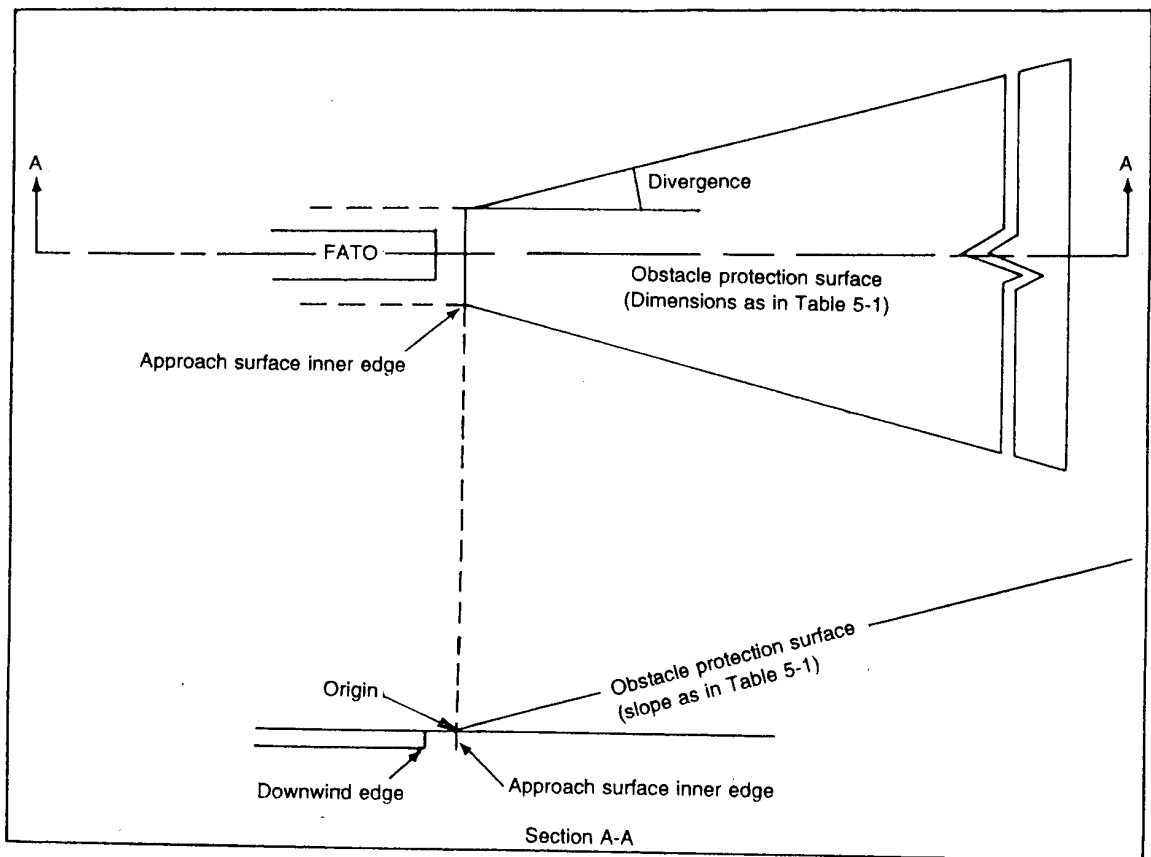 A
A
Divergence
FATO
Obstacle protection surface
(Dimensions as in Table 5-1)
Approach surface inner edge
Obstacle protection surface
(slope as in Table 5-1)
Origin
Downwind edge
Approach surface inner edge
Section A-A